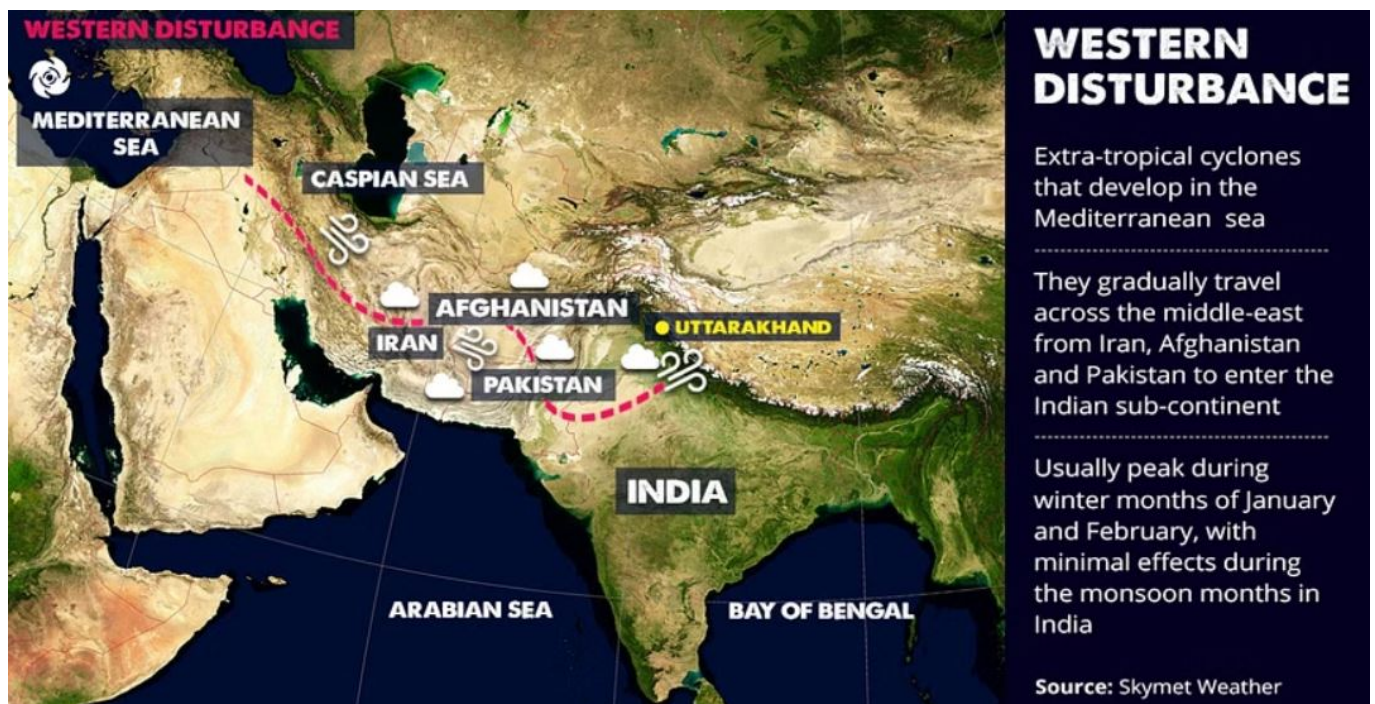 WESTERN DISTURBANCE
MEDITERRANEAN
SEA
CASPIAN SEA
AFGHANISTAN
UTTARAKHAND
IRAN
PAKISTAN
INDIA
ARABIAN SEA
BAY OF BENGAL
WESTERN
DISTURBANCE
Extra-tropical cyclones
that develop in the
Mediterranean sea
They gradually travel
across the middle-east
from Iran, Afghanistan
and Pakistan to enter the
Indian sub-continent
Usually peak during
winter months of January
and February, with
minimal effects during
the monsoon months in
India
Source: Skymet Weather